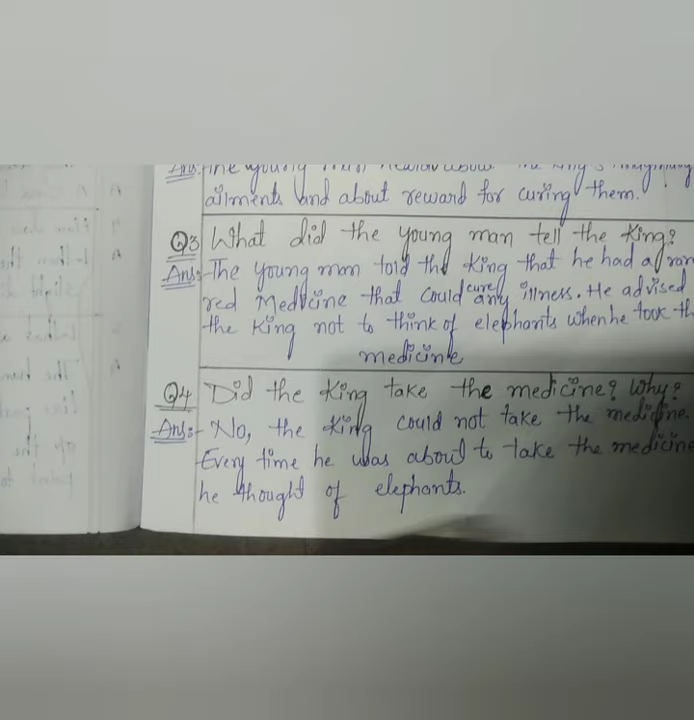 Ans: The young man
ailments and about reward for curing them.
Q3 What did the young man tell the King?
Ans:- The young man told the King that he had a
red Medicine that could cure any illness. He advised
the King not to think of elephants when he took
medicine
Q4 Did the King take the medicine? Why?
Ans:- No, the King could not take the medicine.
Every time he was about to take the medicine
he thought of elephants.